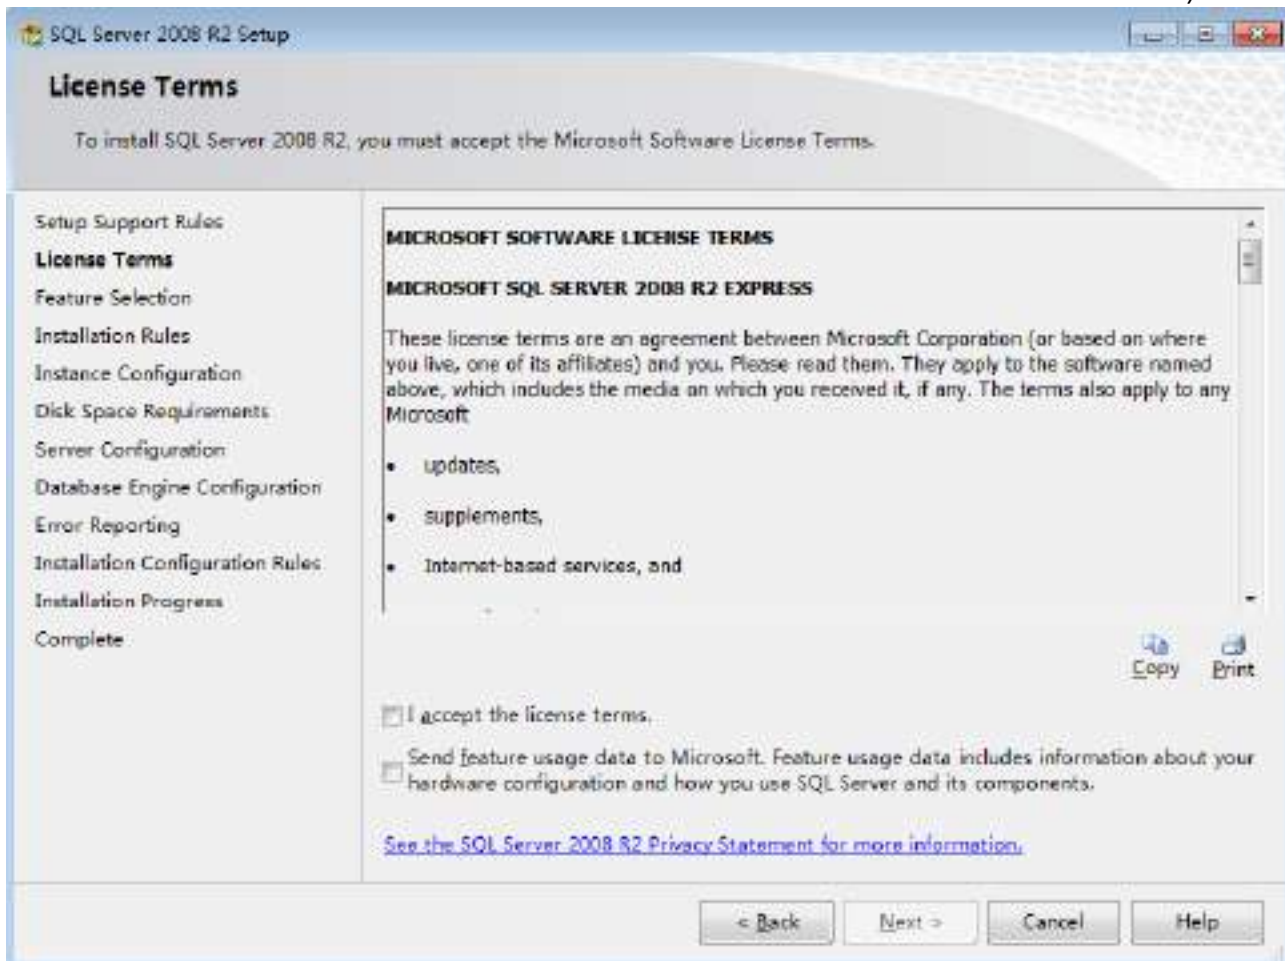 SQL Server 2008 R2 Setup
License Terms
To install SQL Server 2008 R2, you must accept the Microsoft Software License Terms.
Setup Support Rules
License Terms
Feature Selection
Installation Rules
Instance Configuration
Disk Space Requirements
Server Configuration
Database Engine Configuration
Error Reporting
Installation Configuration Rules
Installation Progress
Complete
MICROSOFT SOFTWARE LICENSE TERMS
MICROSOFT SQL SERVER 2008 R2 EXPRESS
These license terms are an agreement between Microsoft Corporation (or based on where
you live, one of its affiliates) and you. Please read them. They apply to the software named
above, which includes the media on which you received it, if any. The terms also apply to any
Microsoft
• updates,
• supplements,
• Internet-based services, and
Copy Print
I accept the license terms.
Send feature usage data to Microsoft. Feature usage data includes information about your
hardware configuration and how you use SQL Server and its components.
See the SQL Server 2008 R2 Privacy Statement for more information.
< Back Next > Cancel Help